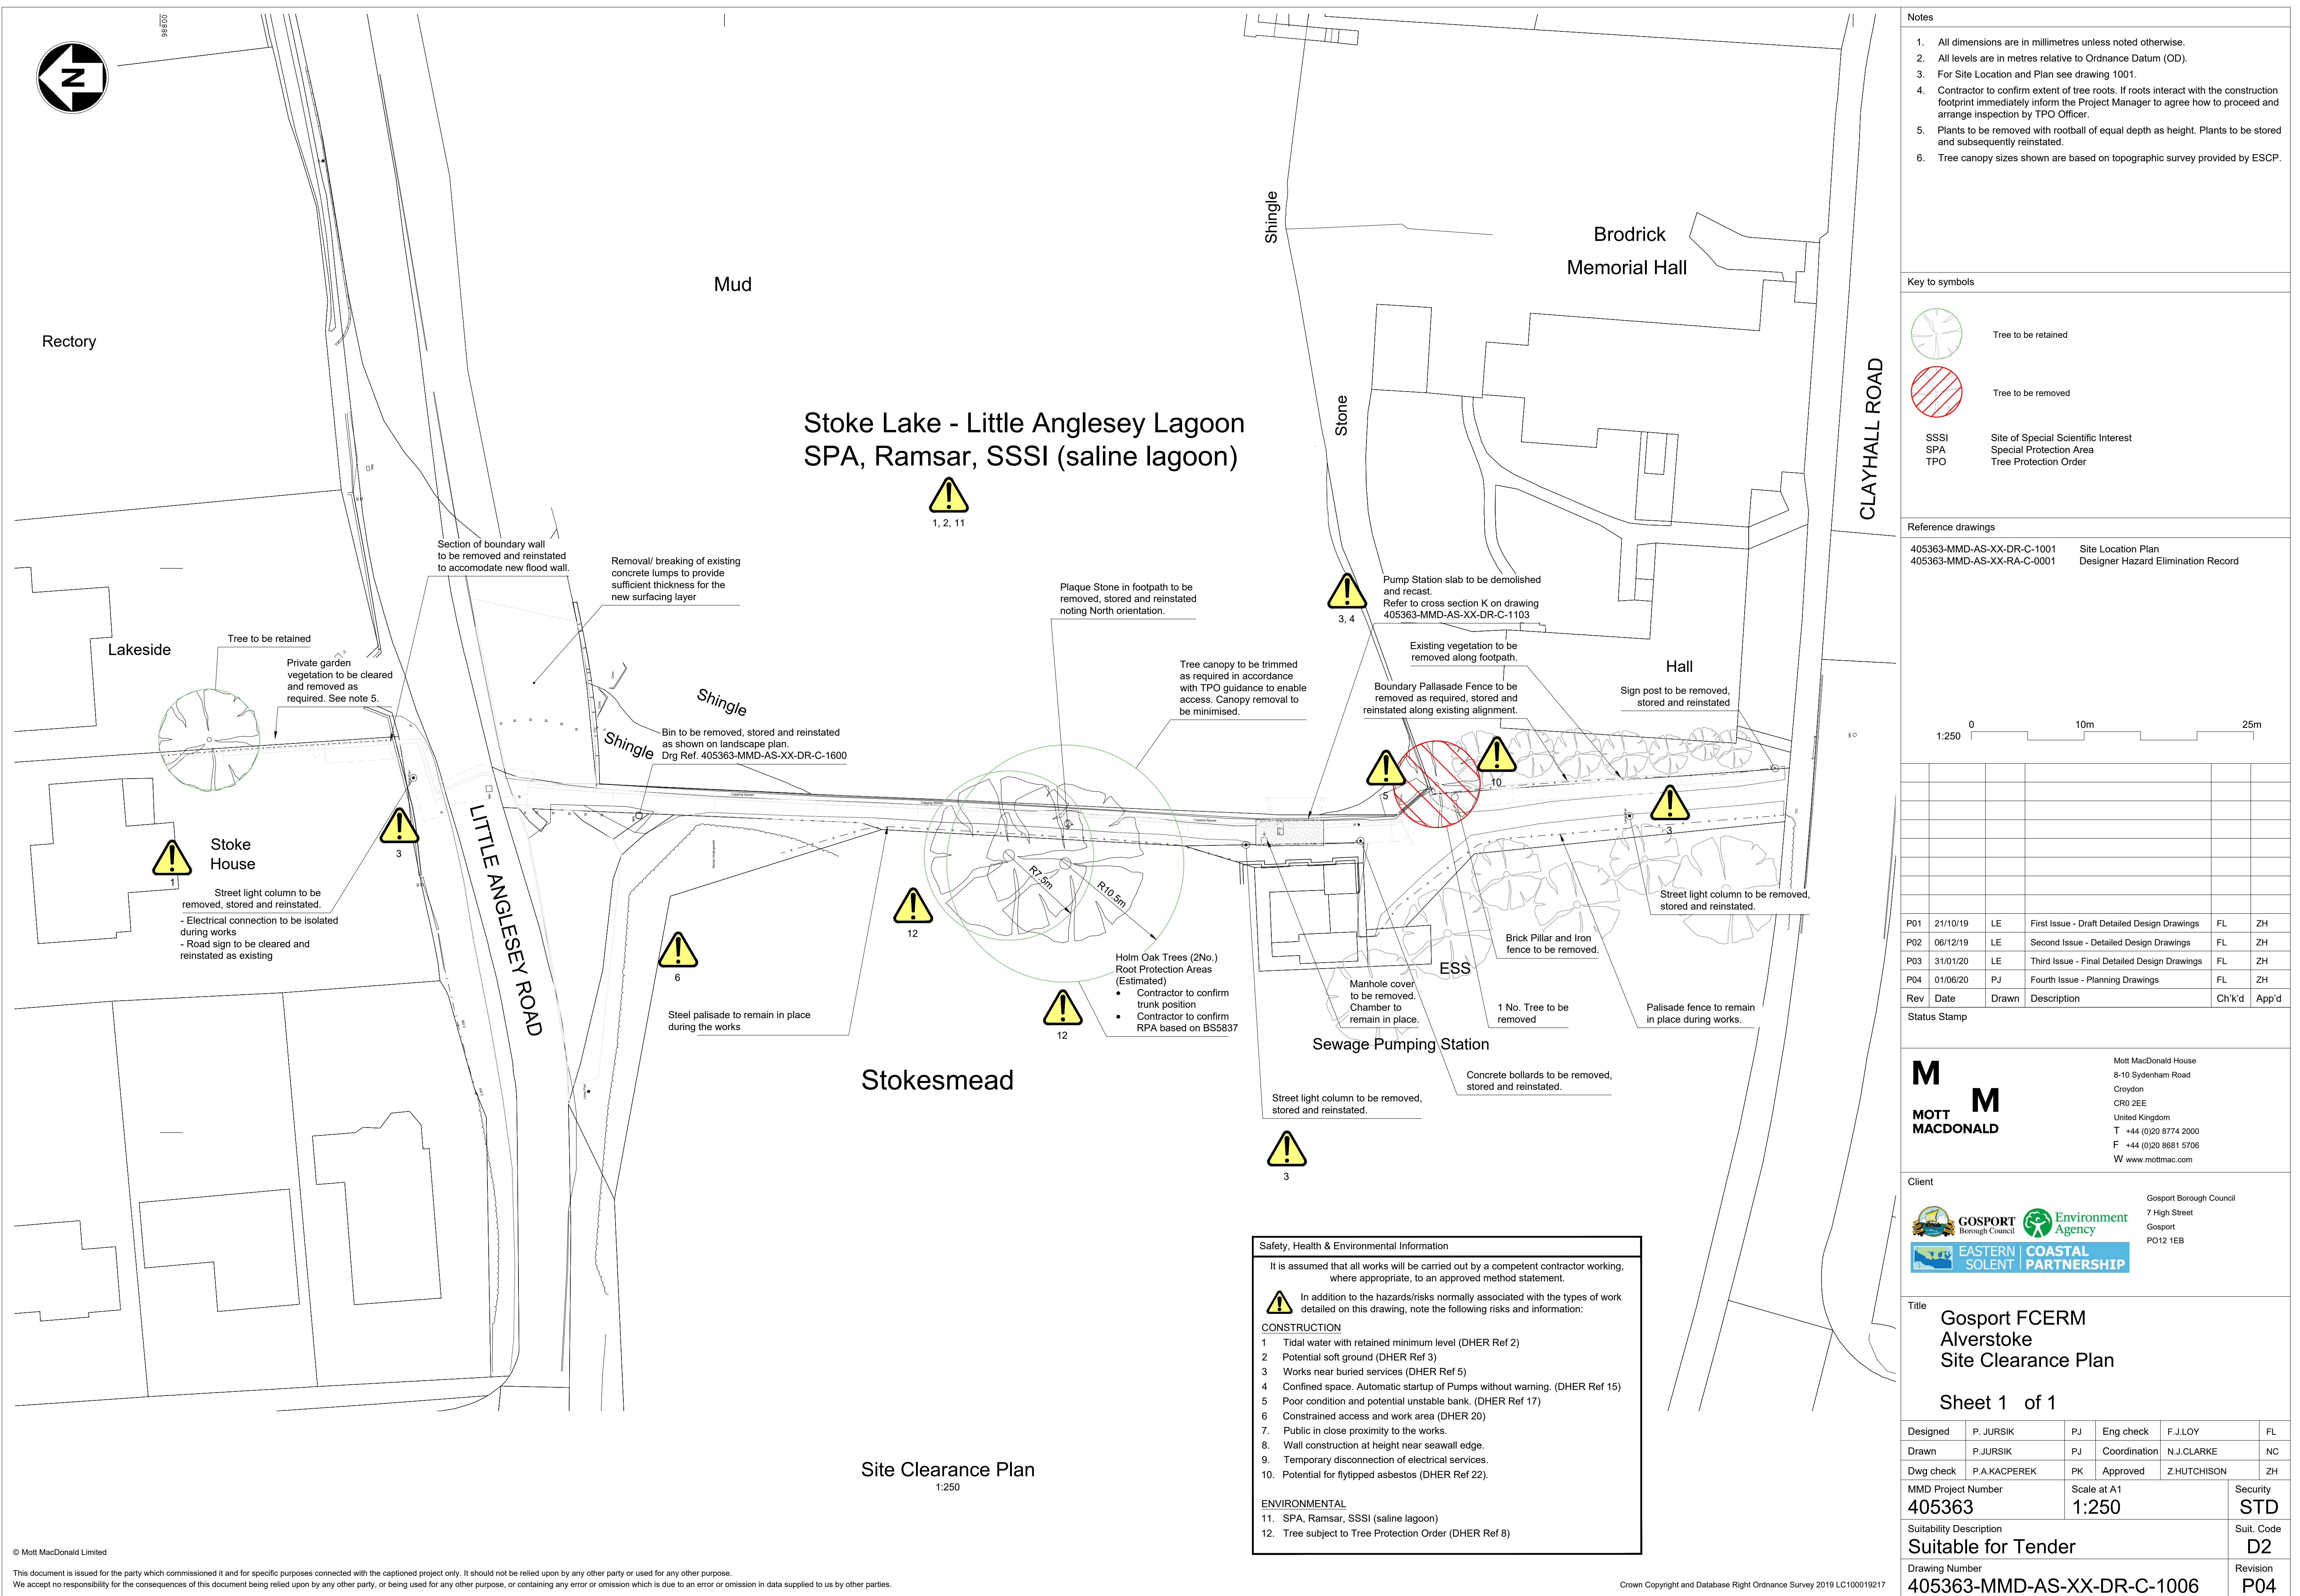 98800
N
Rectory
Mud
Shingle
Stone
Brodrick
Memorial Hall
CLAYHALL ROAD
Stoke Lake - Little Anglesey Lagoon
SPA, Ramsar, SSSI (saline lagoon)
1, 2, 11
Section of boundary wall
to be removed and reinstated
to accomodate new flood wall.
Removal/ breaking of existing
concrete lumps to provide
sufficient thickness for the
new surfacing layer
Plaque Stone in footpath to be
removed, stored and reinstated
noting North orientation.
Pump Station slab to be demolished
and recast.
Refer to cross section K on drawing
405363-MMD-AS-XX-DR-C-1103
3, 4
Lakeside
Tree to be retained
Private garden
vegetation to be cleared
and removed as
required. See note 5.
Shingle
Shingle
Bin to be removed, stored and reinstated
as shown on landscape plan.
Drg Ref. 405363-MMD-AS-XX-DR-C-1600
Tree canopy to be trimmed
as required in accordance
with TPO guidance to enable
access. Canopy removal to
be minimised.
Existing vegetation to be
removed along footpath.
Boundary Pallasade Fence to be
removed as required, stored and
reinstated along existing alignment.
Hall
Sign post to be removed,
stored and reinstated
5
10
3
Capping Stones
Capping Stones
Capping Stones
Stoke
House
1
3
Street light column to be
removed, stored and reinstated.
- Electrical connection to be isolated
during works
- Road sign to be cleared and
reinstated as existing
LITTLE ANGLESEY ROAD
Dense Undergrowth
R7.5m
R10.5m
12
6
12
Steel palisade to remain in place
during the works
Holm Oak Trees (2No.)
Root Protection Areas
(Estimated)
• Contractor to confirm
trunk position
• Contractor to confirm
RPA based on BS5837
Street light column to be removed,
stored and reinstated.
Brick Pillar and Iron
fence to be removed.
ESS
Manhole cover
to be removed.
Chamber to
remain in place.
1 No. Tree to be
removed
Palisade fence to remain
in place during works.
Sewage Pumping Station
Stokesmead
Concrete bollards to be removed,
stored and reinstated.
Street light column to be removed,
stored and reinstated.
3
Safety, Health & Environmental Information
It is assumed that all works will be carried out by a competent contractor working,
where appropriate, to an approved method statement.
In addition to the hazards/risks normally associated with the types of work
detailed on this drawing, note the following risks and information:
CONSTRUCTION
1 Tidal water with retained minimum level (DHER Ref 2)
2 Potential soft ground (DHER Ref 3)
3 Works near buried services (DHER Ref 5)
4 Confined space. Automatic startup of Pumps without warning. (DHER Ref 15)
5 Poor condition and potential unstable bank. (DHER Ref 17)
6 Constrained access and work area (DHER 20)
7. Public in close proximity to the works.
8. Wall construction at height near seawall edge.
9. Temporary disconnection of electrical services.
10. Potential for flytipped asbestos (DHER Ref 22).
ENVIRONMENTAL
11. SPA, Ramsar, SSSI (saline lagoon)
12. Tree subject to Tree Protection Order (DHER Ref 8)
Site Clearance Plan
1:250
© Mott MacDonald Limited
This document is issued for the party which commissioned it and for specific purposes connected with the captioned project only. It should not be relied upon by any other party or used for any other purpose.
We accept no responsibility for the consequences of this document being relied upon by any other party, or being used for any other purpose, or containing any error or omission which is due to an error or omission in data supplied to us by other parties.
Crown Copyright and Database Right Ordnance Survey 2019 LC100019217
Notes
1. All dimensions are in millimetres unless noted otherwise.
2. All levels are in metres relative to Ordnance Datum (OD).
3. For Site Location and Plan see drawing 1001.
4. Contractor to confirm extent of tree roots. If roots interact with the construction
footprint immediately inform the Project Manager to agree how to proceed and
arrange inspection by TPO Officer.
5. Plants to be removed with rootball of equal depth as height. Plants to be stored
and subsequently reinstated.
6. Tree canopy sizes shown are based on topographic survey provided by ESCP.
Key to symbols
Tree to be retained
Tree to be removed
SSSI Site of Special Scientific Interest
SPA Special Protection Area
TPO Tree Protection Order
Reference drawings
405363-MMD-AS-XX-DR-C-1001 Site Location Plan
405363-MMD-AS-XX-RA-C-0001 Designer Hazard Elimination Record
0 10m 25m
1:250
P01 21/10/19 LE First Issue - Draft Detailed Design Drawings FL ZH
P02 06/12/19 LE Second Issue - Detailed Design Drawings FL ZH
P03 31/01/20 LE Third Issue - Final Detailed Design Drawings FL ZH
P04 01/06/20 PJ Fourth Issue - Planning Drawings FL ZH
Rev Date Drawn Description Ch'k'd App'd
Status Stamp
M
M
MOTT
MACDONALD
Mott MacDonald House
8-10 Sydenham Road
Croydon
CR0 2EE
United Kingdom
T +44 (0)20 8774 2000
F +44 (0)20 8681 5706
W www.mottmac.com
Client
GOSPORT
Borough Council
Environment
Agency
EASTERN SOLENT
COASTAL PARTNERSHIP
Gosport Borough Council
7 High Street
Gosport
PO12 1EB
Title
Gosport FCERM
Alverstoke
Site Clearance Plan
Sheet 1 of 1
Designed P. JURSIK PJ Eng check F.J.LOY FL
Drawn P.JURSIK PJ Coordination N.J.CLARKE NC
Dwg check P.A.KACPEREK PK Approved Z.HUTCHISON ZH
MMD Project Number Scale at A1 Security
405363 1:250 STD
Suitability Description Suit. Code
Suitable for Tender D2
Drawing Number Revision
405363-MMD-AS-XX-DR-C-1006 P04